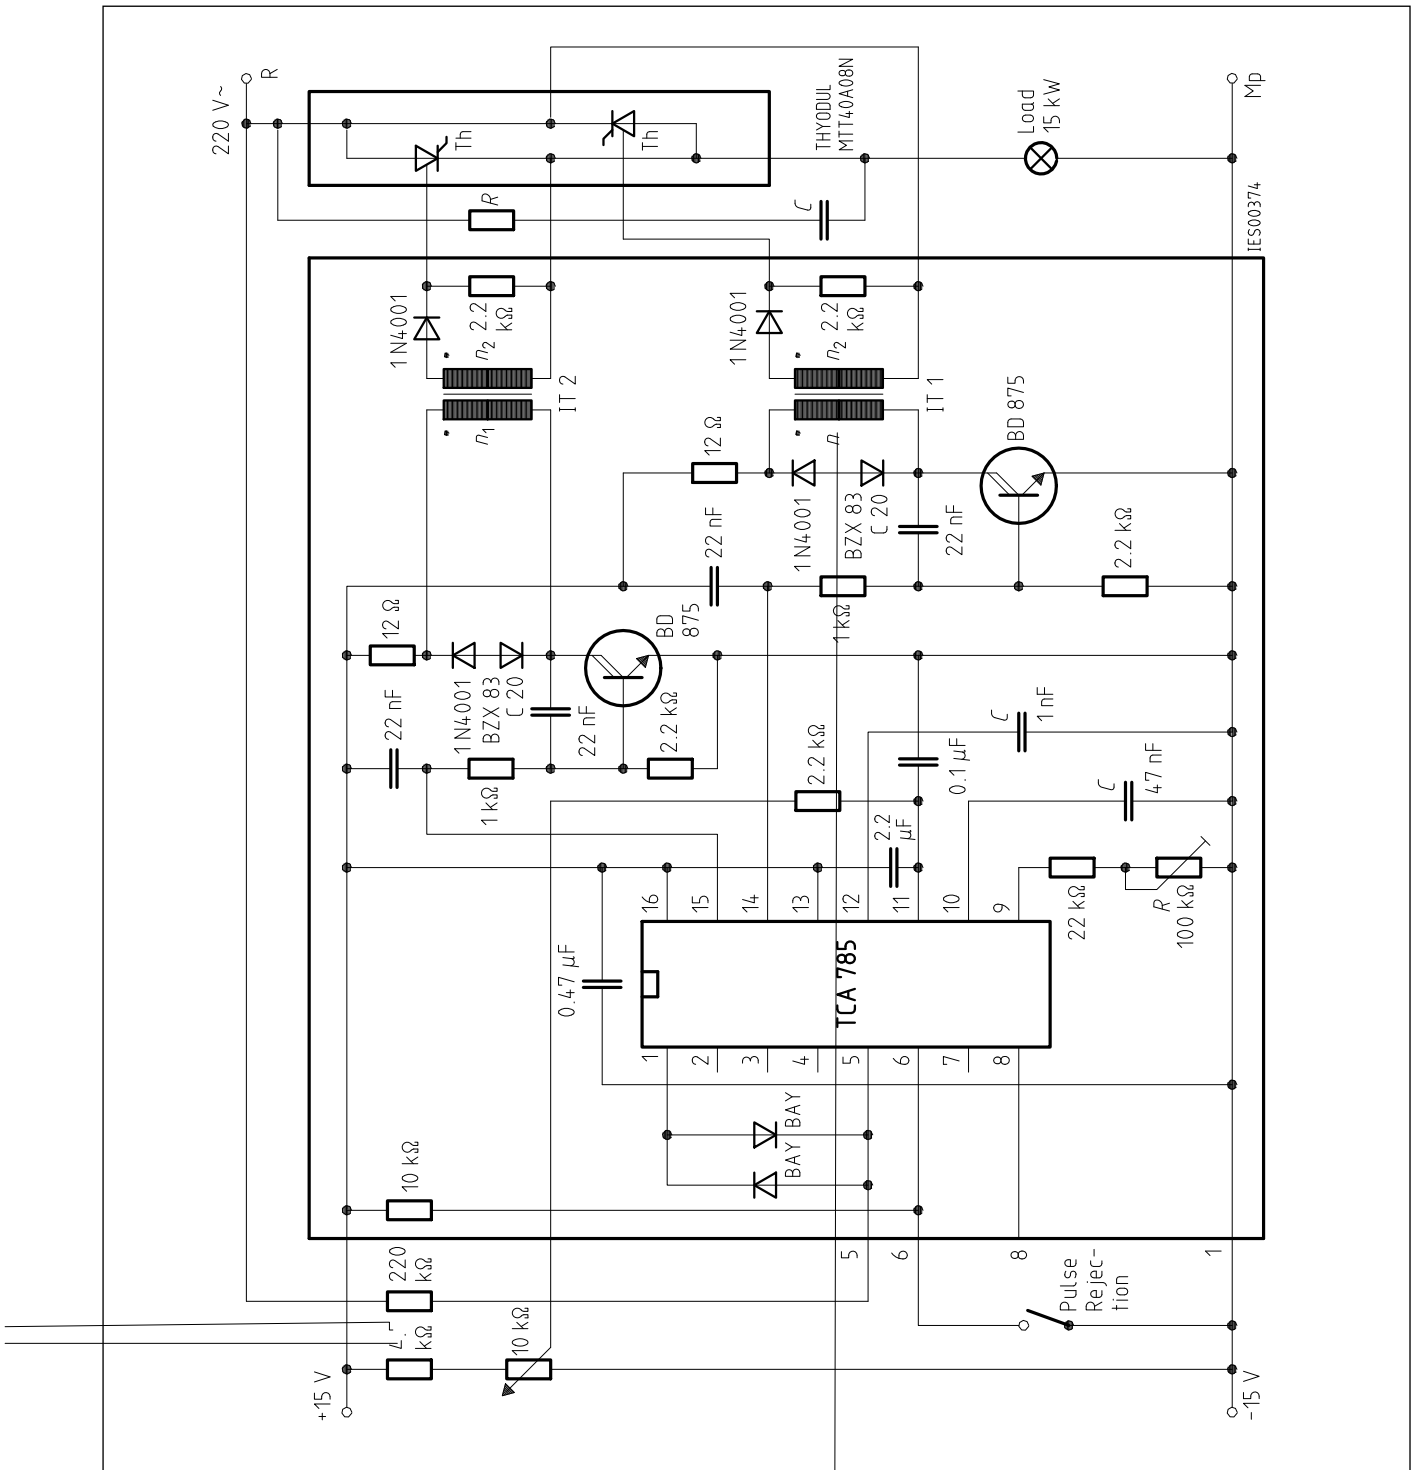 220 V~
R
Th
Th
THYODUL
MTT40A08N
Load
15 kW
Mp
IES00374
R
C
1N4001
2.2
kΩ
n2
n1
IT 2
1N4001
2.2
kΩ
n2
n
IT 1
12 Ω
BD 875
1N4001
BZX 83
C 20
22 nF
22 nF
1 kΩ
2.2 kΩ
12 Ω
BD
875
22 nF
1N4001
BZX 83
C 20
22 nF
2.2 kΩ
1 kΩ
2.2 kΩ
0.1 µF
C
1 nF
C
47 nF
2.2
µF
16
15
14
13
12
11
10
9
22 kΩ
R
100 kΩ
0.47 µF
TCA 785
1
2
3
4
5
6
7
8
BAY
BAY
10 kΩ
5
6
8
1
220
kΩ
4.
kΩ
10 kΩ
Pulse
Rejec-
tion
+15 V
-15 V